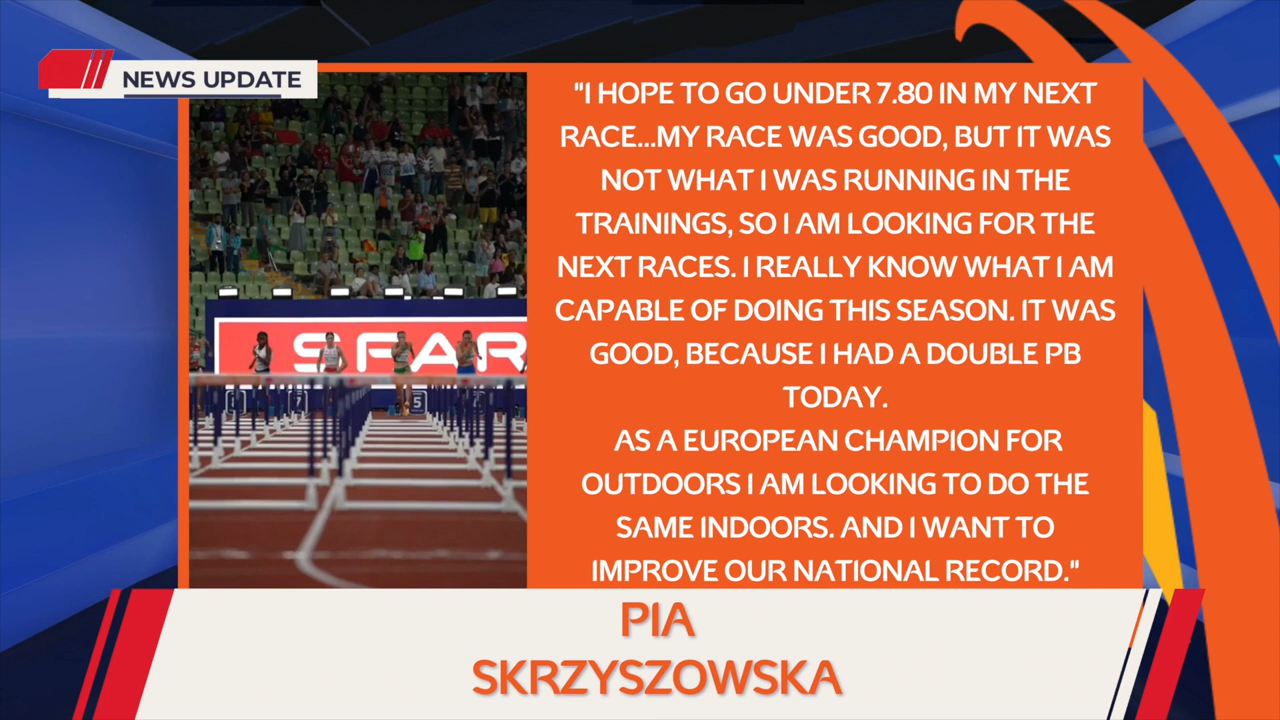 NEWS UPDATE
"I HOPE TO GO UNDER 7.80 IN MY NEXT
RACE...MY RACE WAS GOOD, BUT IT WAS
NOT WHAT I WAS RUNNING IN THE
TRAININGS, SO I AM LOOKING FOR THE
NEXT RACES. I REALLY KNOW WHAT I AM
CAPABLE OF DOING THIS SEASON. IT WAS
GOOD, BECAUSE I HAD A DOUBLE PB
TODAY.
AS A EUROPEAN CHAMPION FOR
OUTDOORS I AM LOOKING TO DO THE
SAME INDOORS. AND I WANT TO
IMPROVE OUR NATIONAL RECORD."
SPAR
7 5
PIA
SKRZYSZOWSKA